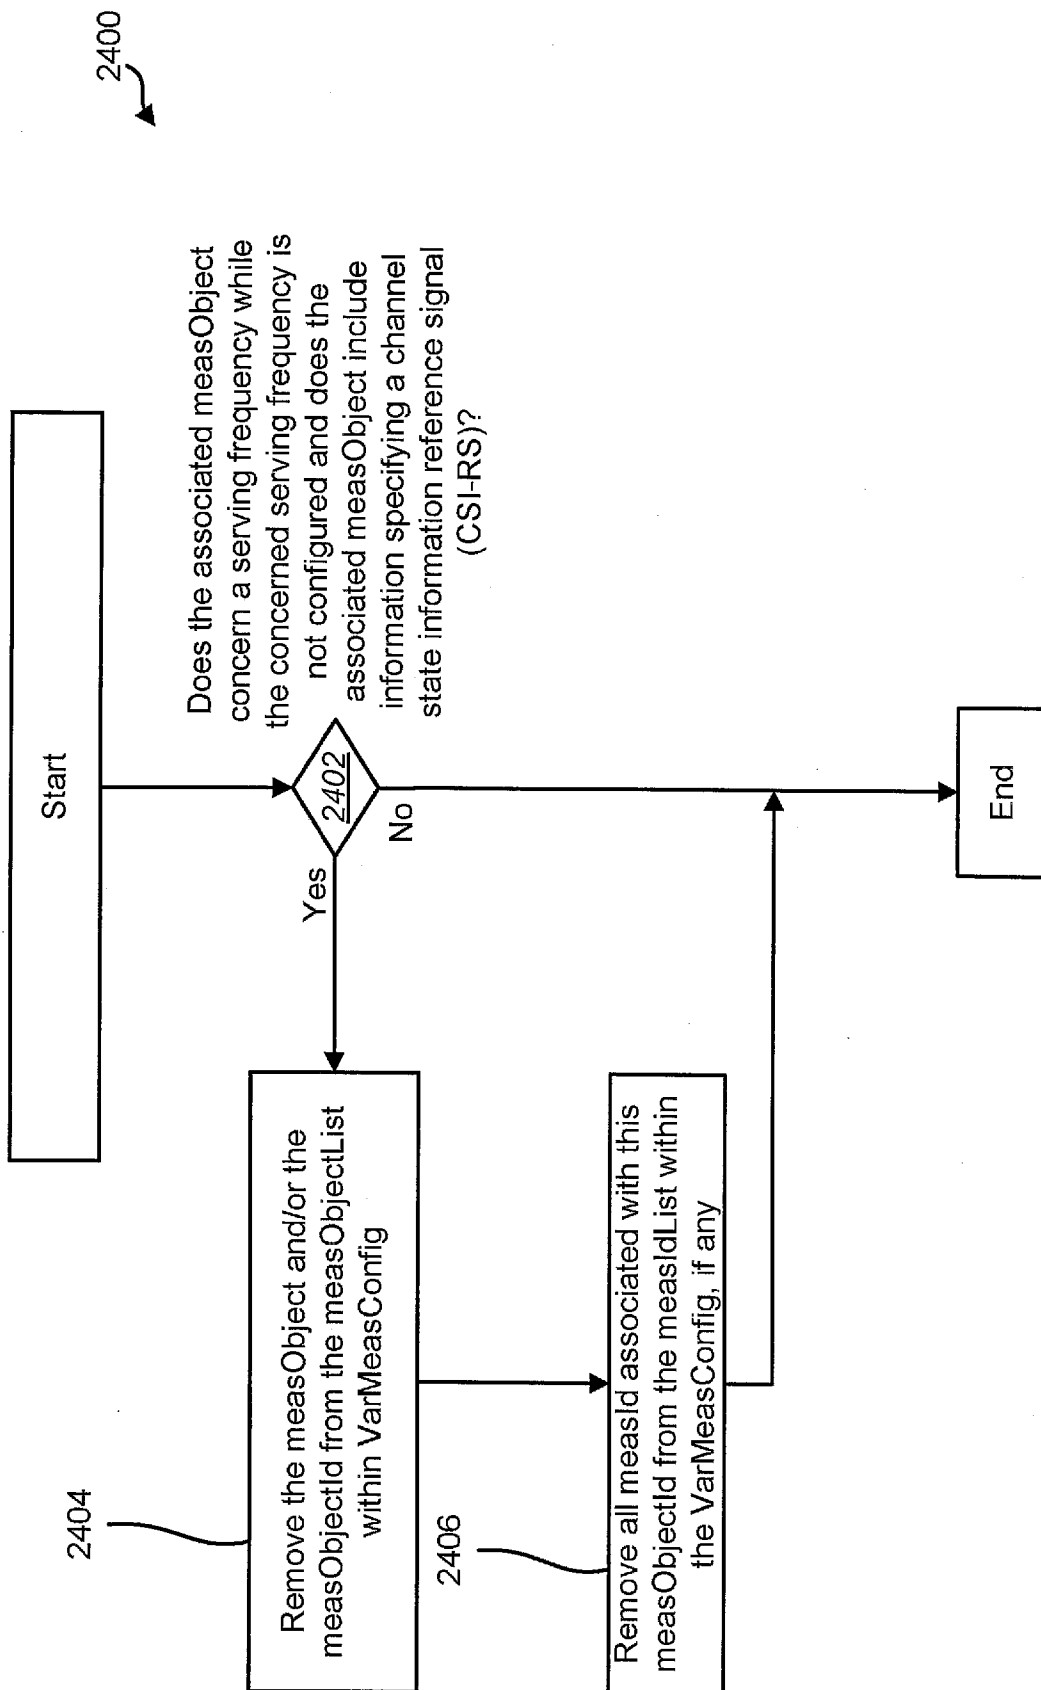 2400
Start
Does the associated measObject
concern a serving frequency while
the concerned serving frequency is
not configured and does the
associated measObject include
information specifying a channel
state information reference signal
(CSI-RS)?
2402
Yes
No
2404
Remove the measObject and/or the
measObjectId from the measObjectList
within VarMeasConfig
2406
Remove all measId associated with this
measObjectId from the measIdList within
the VarMeasConfig, if any
End